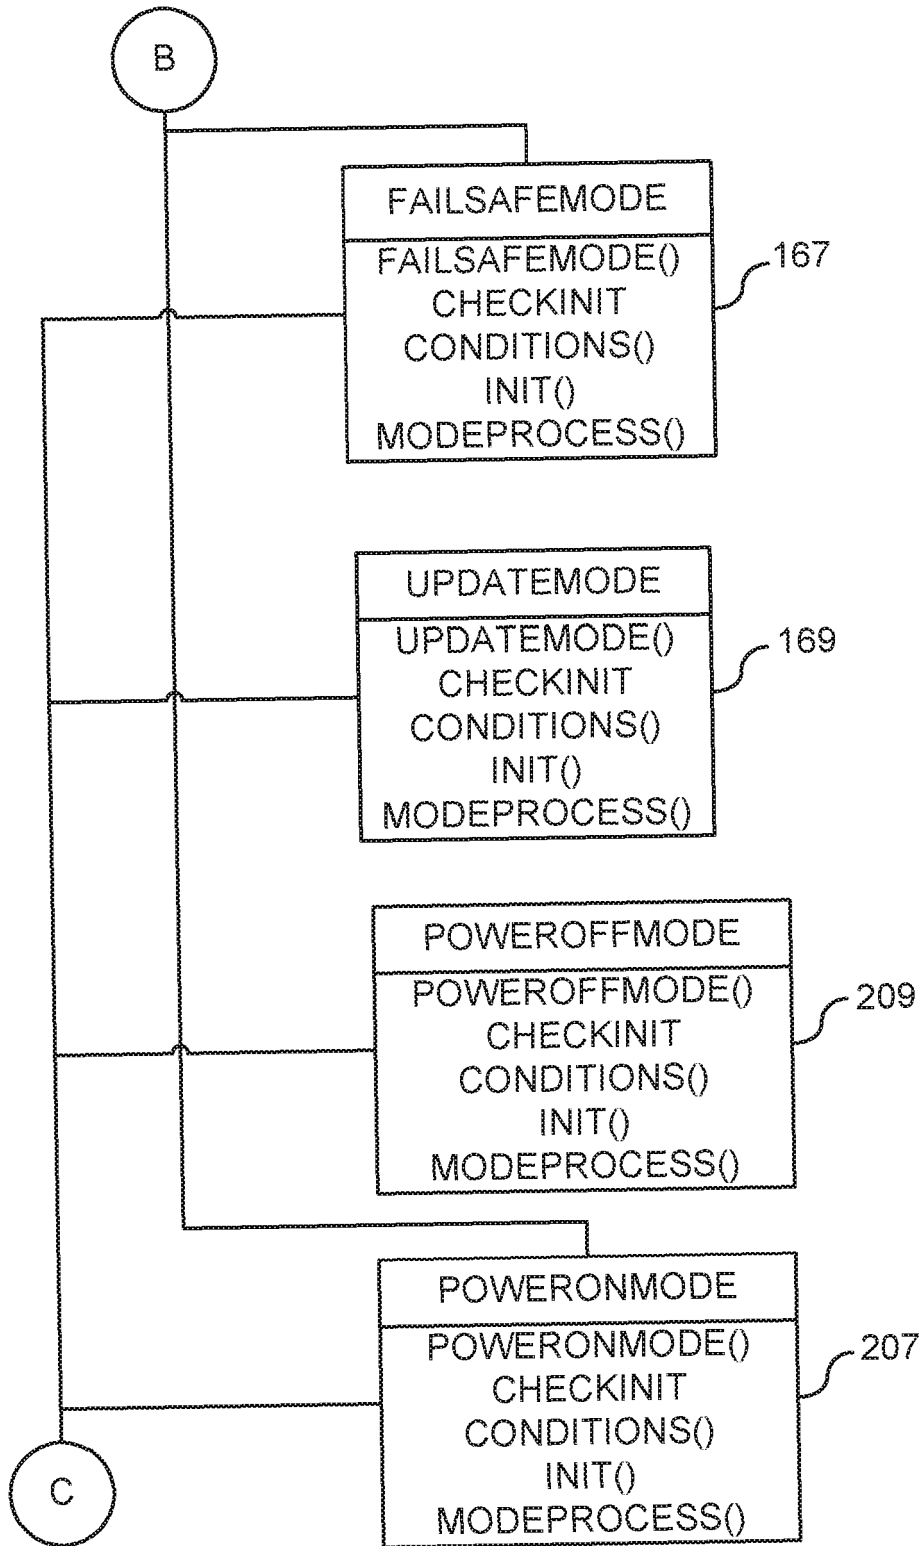 B
FAILSAFEMODE
FAILSAFEMODE()
CHECKINIT
CONDITIONS()
INIT()
MODEPROCESS()
167
UPDATEMODE
UPDATEMODE()
CHECKINIT
CONDITIONS()
INIT()
MODEPROCESS()
169
POWEROFFMODE
POWEROFFMODE()
CHECKINIT
CONDITIONS()
INIT()
MODEPROCESS()
209
POWERONMODE
POWERONMODE()
CHECKINIT
CONDITIONS()
INIT()
MODEPROCESS()
207
C